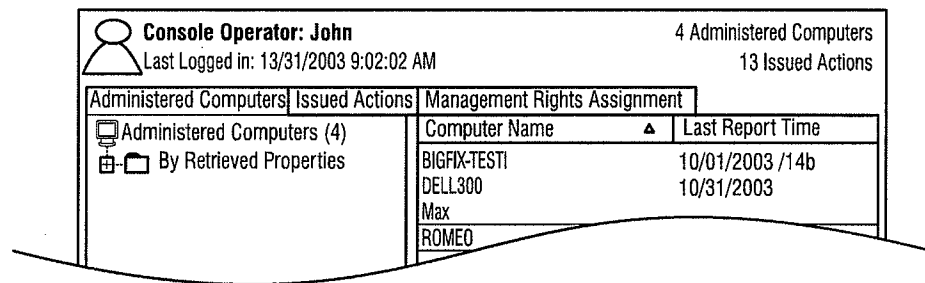 Console Operator: John
4 Administered Computers
Last Logged in: 13/31/2003 9:02:02 AM
13 Issued Actions
Administered Computers Issued Actions Management Rights Assignment
Administered Computers (4)
By Retrieved Properties
Computer Name Last Report Time
BIGFIX-TESTI 10/01/2003 /14b
DELL300 10/31/2003
Max
ROMEO